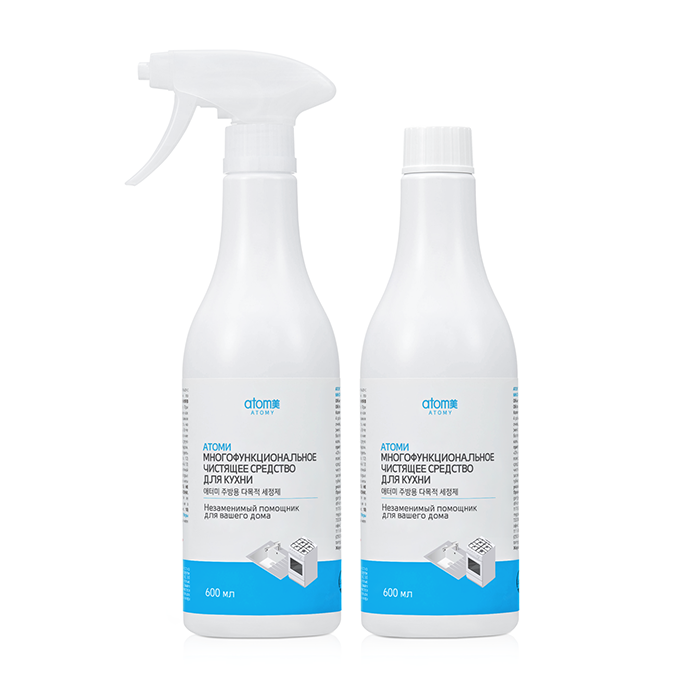 atom美
ATOMY
АТОМИ
МНОГОФУНКЦИОНАЛЬНОЕ
ЧИСТЯЩЕЕ СРЕДСТВО
ДЛЯ КУХНИ
애터미 주방용 다목적 세정제
Незаменимый помощник
для вашего дома
600 мл
atom美
ATOMY
АТОМИ
МНОГОФУНКЦИОНАЛЬНОЕ
ЧИСТЯЩЕЕ СРЕДСТВО
ДЛЯ КУХНИ
애터미 주방용 다목적 세정제
Незаменимый помощник
для вашего дома
600 мл